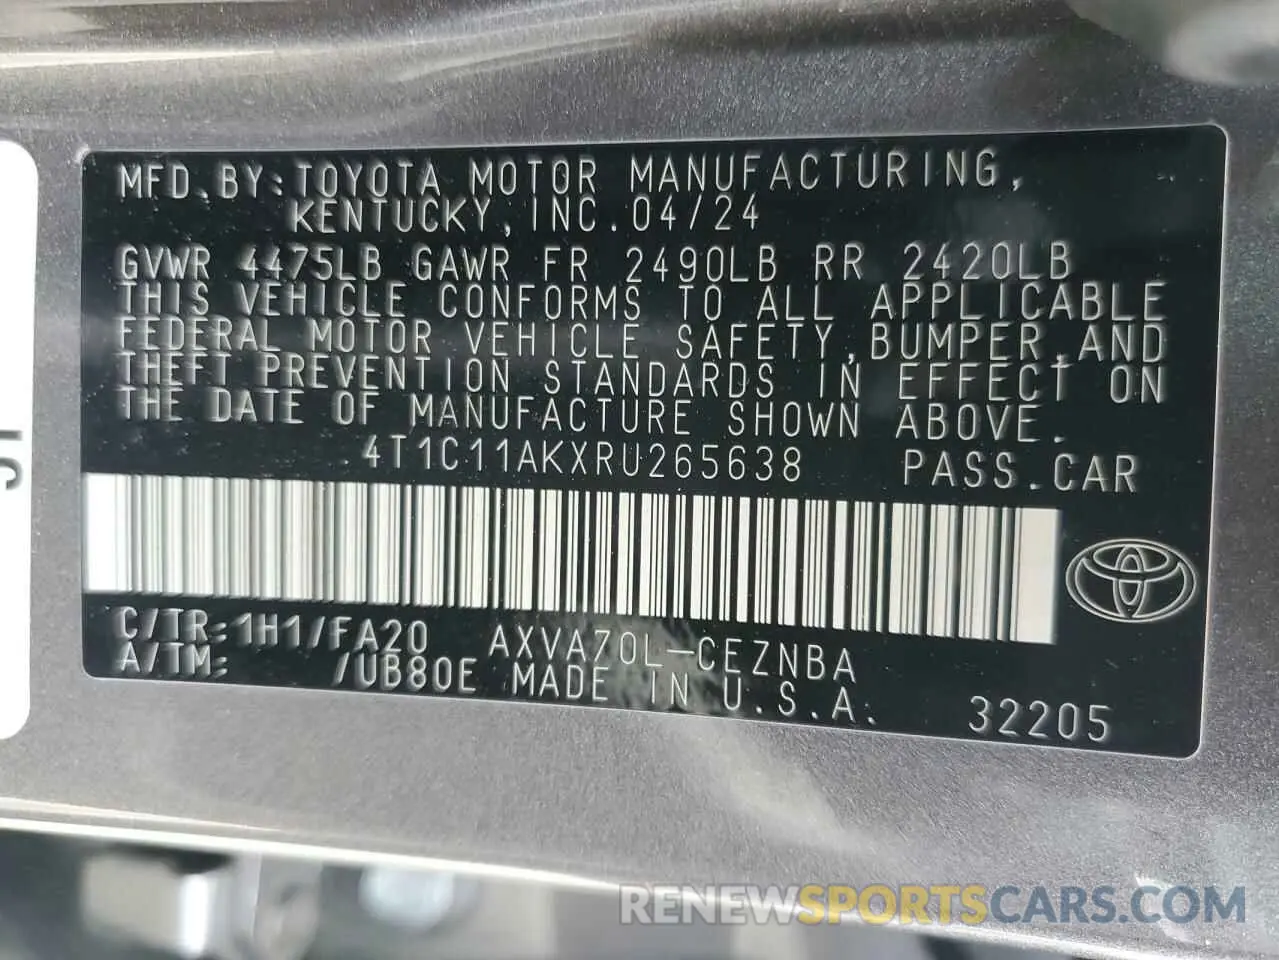 MFD.BY:TOYOTA MOTOR MANUFACTURING,
KENTUCKY,INC.04/24
GVWR 4475LB GAWR FR 2490LB RR 2420LB
THIS VEHICLE CONFORMS TO ALL APPLICABLE
FEDERAL MOTOR VEHICLE SAFETY,BUMPER,AND
THEFT PREVENTION STANDARDS IN EFFECT ON
THE DATE OF MANUFACTURE SHOWN ABOVE.
4T1C11AKXRU265638 PASS.CAR
C/TR:1H1/FA20 AXVA70L-CEZNBA
A/TM: /UB80E MADE IN U.S.A.
32205
RENEWSPORTSCARS.COM